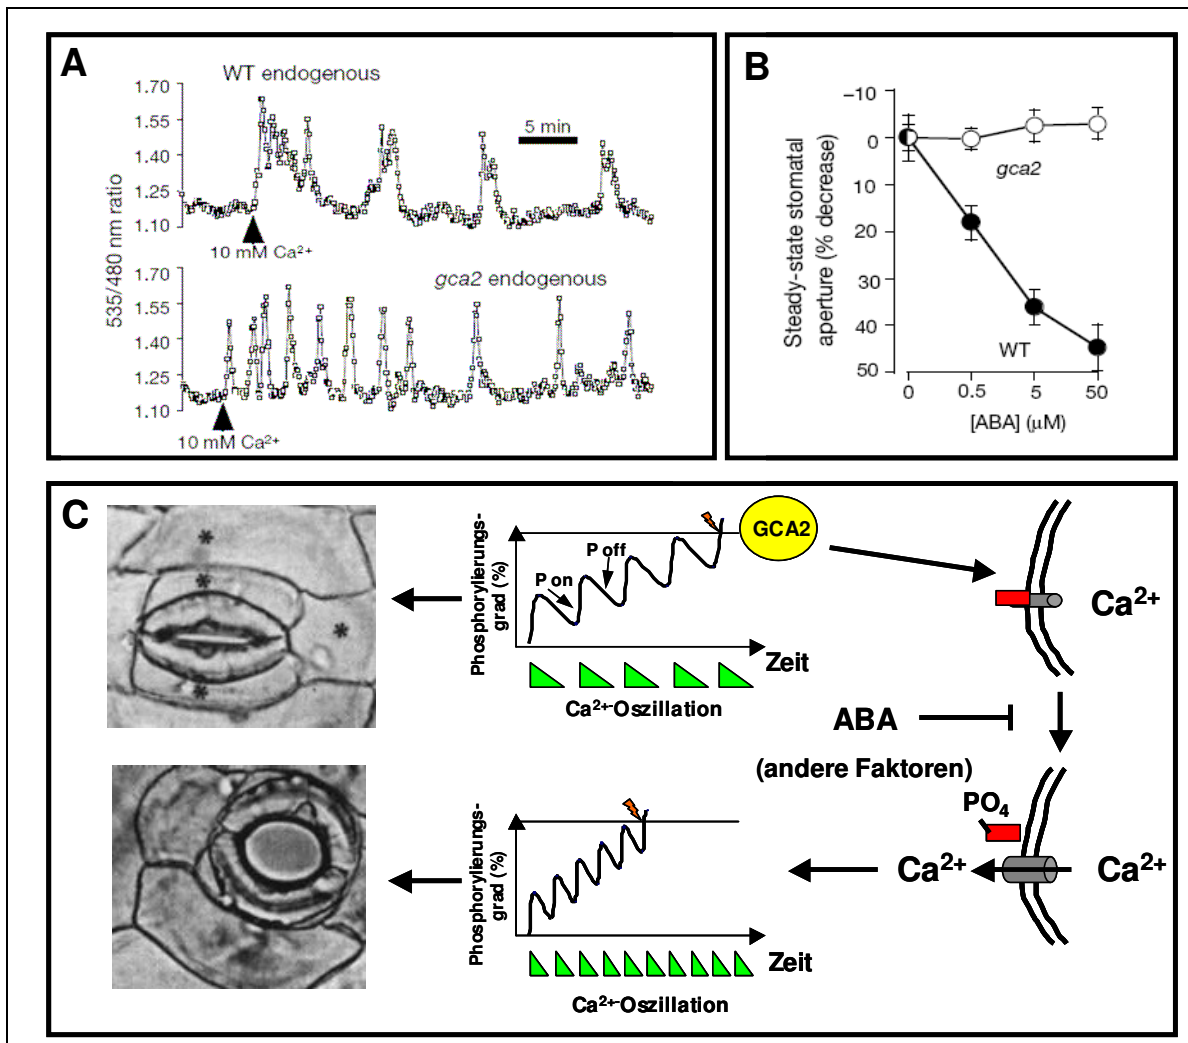 A
WT endogenous
1.70
1.55
1.40
1.25
1.10
5 min
10 mM Ca²⁺
535/480 nm ratio
gca2 endogenous
1.70
1.55
1.40
1.25
1.10
10 mM Ca²⁺
B
Steady-state stomatal
aperture (% decrease)
–10
0
10
20
30
40
50
gca2
WT
0
0.5
5
50
[ABA] (µM)
C
*
*
*
*
Phosphorylierungs-
grad (%)
P on
P off
GCA2
Zeit
Ca²⁺-Oszillation
Ca²⁺
ABA
(andere Faktoren)
PO₄
Ca²⁺
Ca²⁺
Phosphorylierungs-
grad (%)
Zeit
Ca²⁺-Oszillation